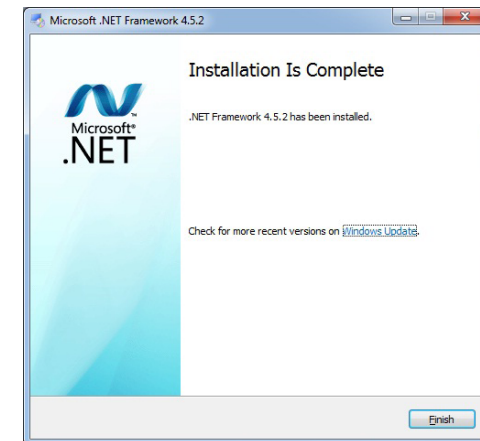 Microsoft .NET Framework 4.5.2
Installation Is Complete
Microsoft®
.NET
.NET Framework 4.5.2 has been installed.
Check for more recent versions on Windows Update.
Finish